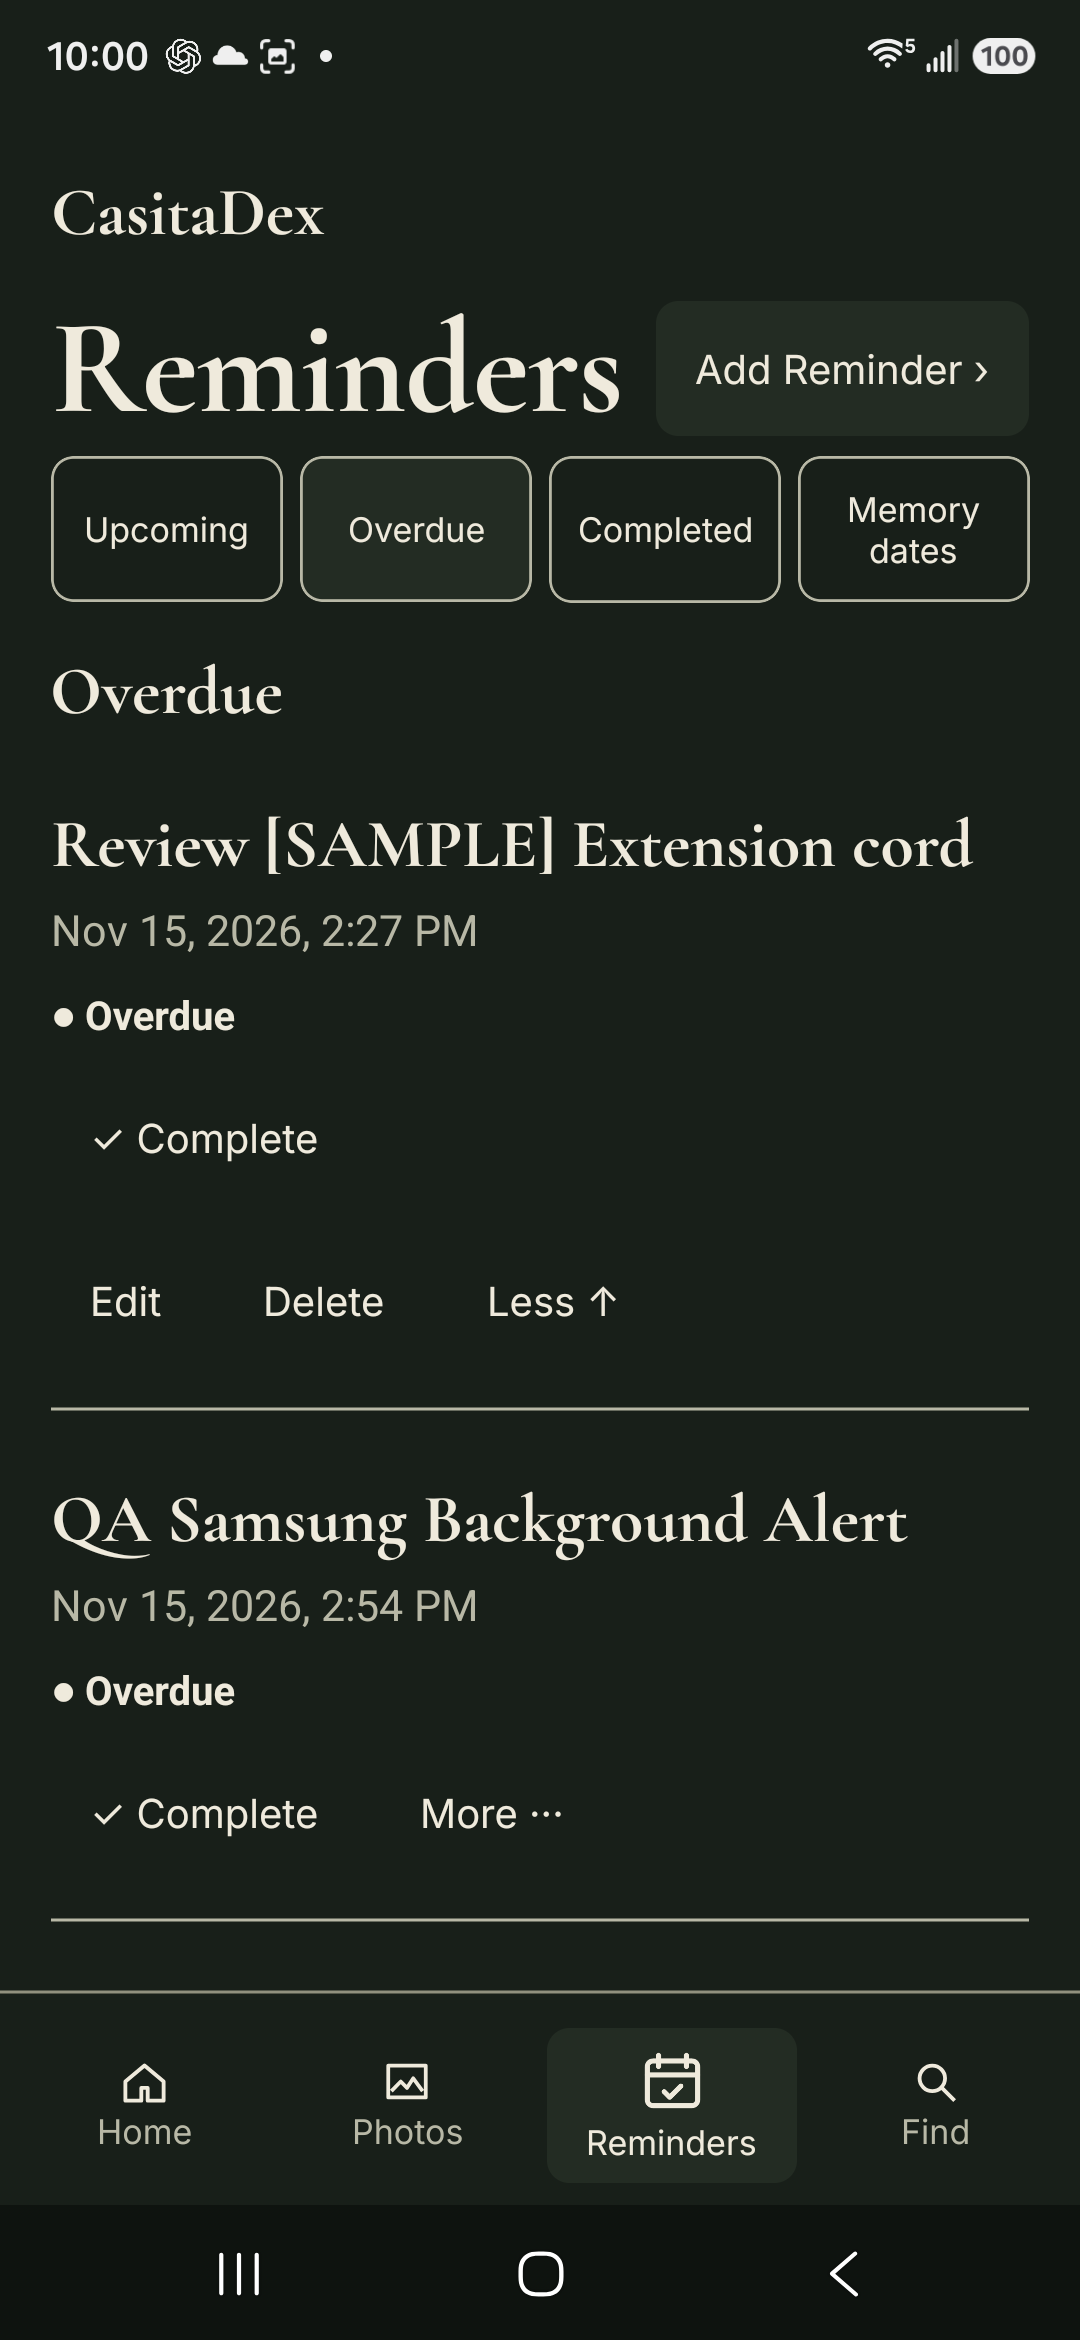 10:00
5
100
CasitaDex
Reminders
Add Reminder ›
Upcoming
Overdue
Completed
Memory
dates
Overdue
Review [SAMPLE] Extension cord
Nov 15, 2026, 2:27 PM
● Overdue
✓ Complete
Edit
Delete
Less ↑
QA Samsung Background Alert
Nov 15, 2026, 2:54 PM
● Overdue
✓ Complete
More ···
Home
Photos
Reminders
Find